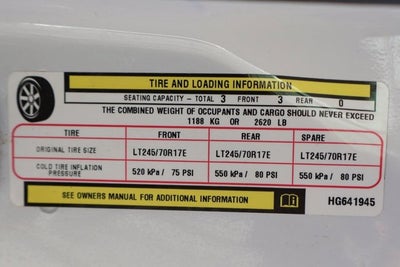 TIRE AND LOADING INFORMATION
SEATING CAPACITY - TOTAL 3 FRONT 3 REAR 0
THE COMBINED WEIGHT OF OCCUPANTS AND CARGO SHOULD NEVER EXCEED
1188 KG OR 2620 LB
TIRE FRONT REAR SPARE
ORIGINAL TIRE SIZE LT245/70R17E LT245/70R17E LT245/70R17E
COLD TIRE INFLATION PRESSURE 520 kPa / 75 PSI 550 kPa / 80 PSI 550 kPa / 80 PSI
SEE OWNERS MANUAL FOR ADDITIONAL INFORMATION HG641945